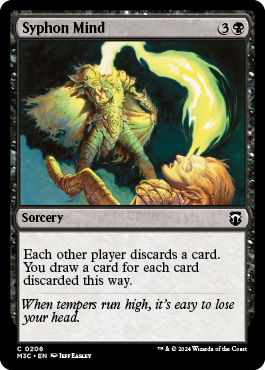 Syphon Mind 3
Sorcery
Each other player discards a card.
You draw a card for each card
discarded this way.
When tempers run high, it's easy to lose
your head.
C 0206
M3C • EN Jeff Easley ™ & © 2024 Wizards of the Coast